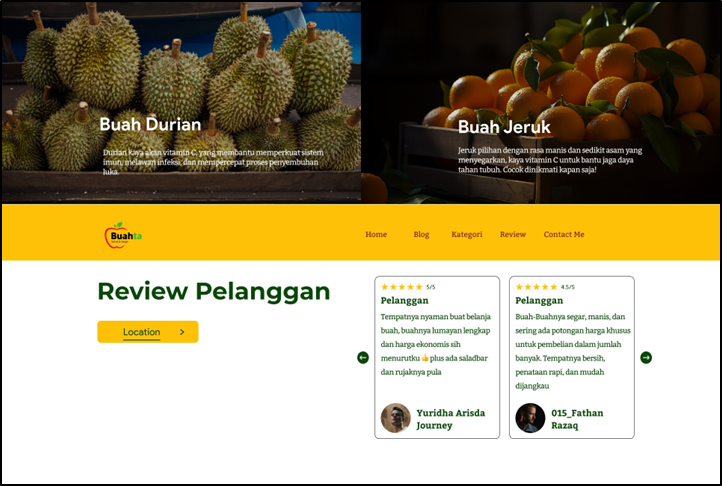 Buah Durian
Durian kaya akan vitamin C, yang membantu memperkuat sistem
imun, melawan infeksi, dan mempercepat proses penyembuhan
luka.
Buah Jeruk
Jeruk pilihan dengan rasa manis dan sedikit asam yang
menyegarkan, kaya vitamin C untuk bantu jaga daya
tahan tubuh. Cocok dinikmati kapan saja!
Buahta
Home
Blog
Kategori
Review
Contact Me
Review Pelanggan
Location
5/5
Pelanggan
Tempatnya nyaman buat belanja
buah, buahnya lumayan lengkap
dan harga ekonomis sih
menurutku 👍plus ada saladbar
dan rujaknya pula
Yuridha Arisda
Journey
4.5/5
Pelanggan
Buah-Buahnya segar, manis, dan
sering ada potongan harga khusus
untuk pembelian dalam jumlah
banyak. Tempatnya bersih,
penataan rapi, dan mudah
dijangkau
015_Fathan
Razaq